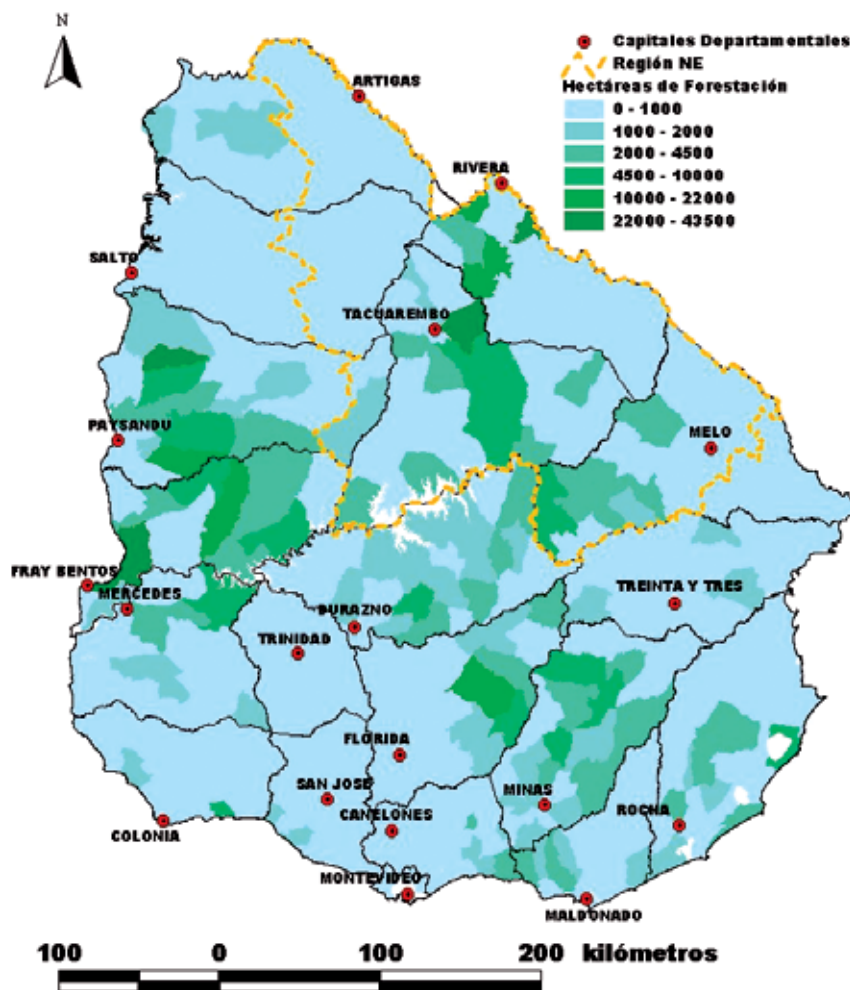 N
Capitales Departamentales
Región NE
Hectáreas de Forestación
0 - 1000
1000 - 2000
2000 - 4500
4500 - 10000
10000 - 22000
22000 - 43500
ARTIGAS
RIVERA
SALTO
TACUAREMBO
PAYSANDU
MELO
FRAY BENTOS
MERCEDES
DURAZNO
TREINTA Y TRES
TRINIDAD
FLORIDA
SAN JOSE
MINAS
CANELONES
ROCHA
COLONIA
MONTEVIDEO
MALDONADO
100 0 100 200 kilómetros